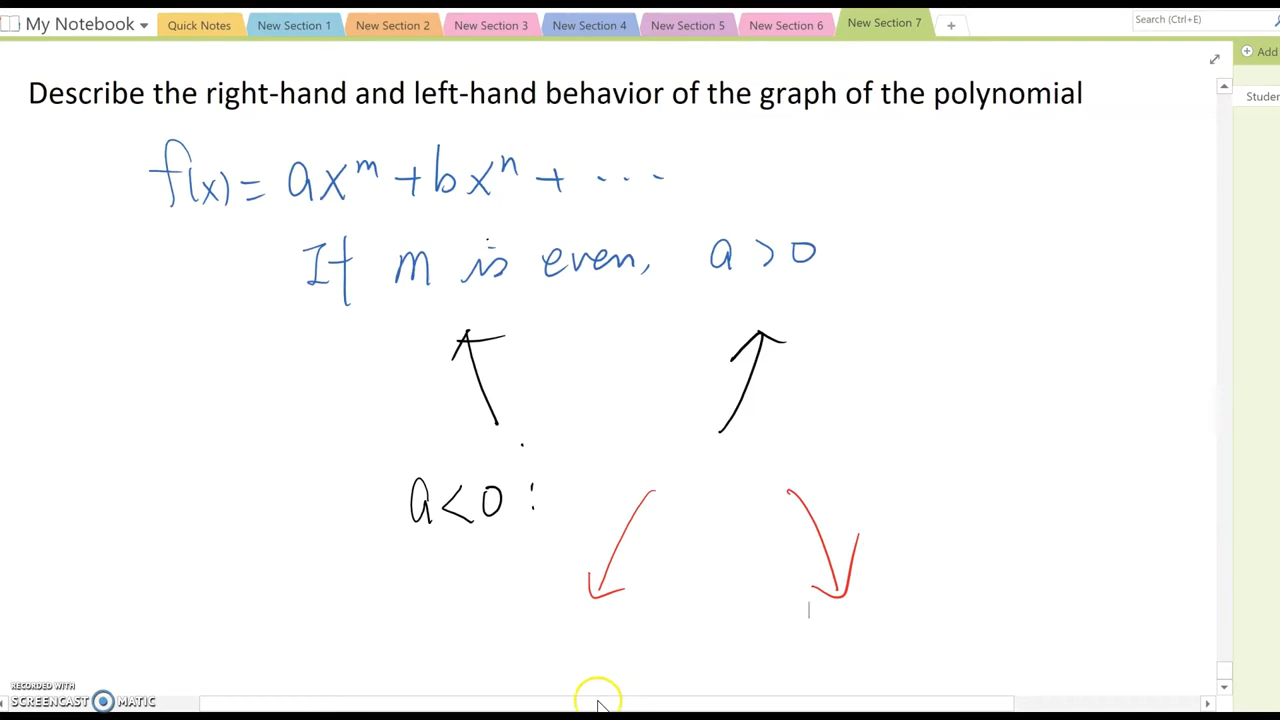 My Notebook Quick Notes New Section 1 New Section 2 New Section 3 New Section 4 New Section 5 New Section 6 New Section 7 + Search (Ctrl+E)
Add
Describe the right-hand and left-hand behavior of the graph of the polynomial
Studen
f(x) = ax^m + bx^n + ...
If m is even, a > 0
a < 0 :
RECORDED WITH
SCREENCAST MATIC